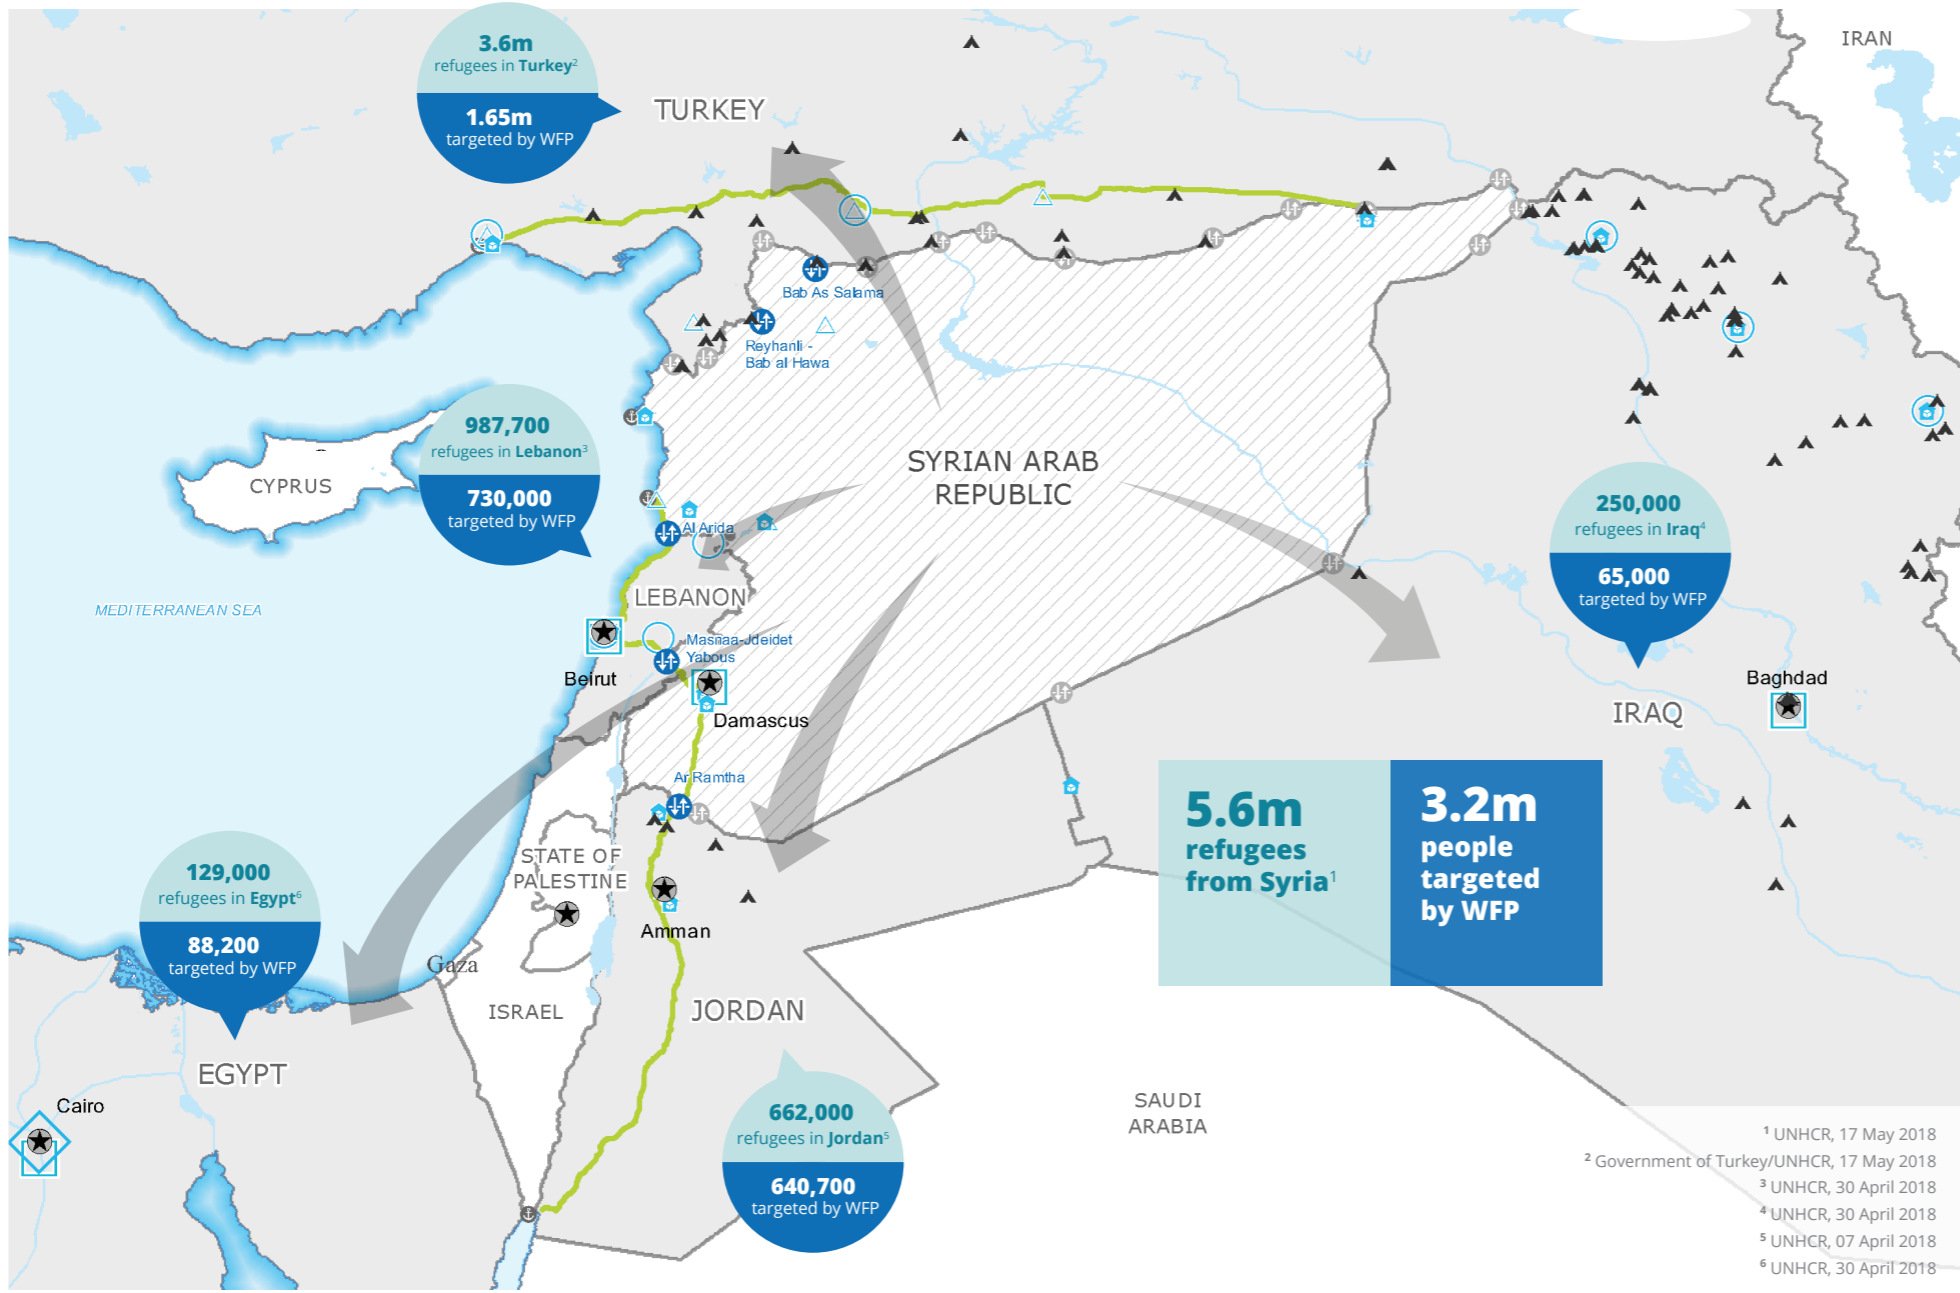 IRAN
3.6m
refugees in Turkey2
1.65m
targeted by WFP
TURKEY
Bab As Salama
Reyhanli -
Bab al Hawa
987,700
refugees in Lebanon3
730,000
targeted by WFP
CYPRUS
SYRIAN ARAB
REPUBLIC
250,000
refugees in Iraq4
65,000
targeted by WFP
Al Arida
MEDITERRANEAN SEA
LEBANON
Masnaa-Jdeidet
Yabous
Beirut
Damascus
Baghdad
IRAQ
Ar Ramtha
5.6m
refugees
from Syria1
3.2m
people
targeted
by WFP
129,000
refugees in Egypt6
88,200
targeted by WFP
STATE OF
PALESTINE
Amman
Gaza
ISRAEL
JORDAN
EGYPT
Cairo
662,000
refugees in Jordan5
640,700
targeted by WFP
SAUDI
ARABIA
1 UNHCR, 17 May 2018
2 Government of Turkey/UNHCR, 17 May 2018
3 UNHCR, 30 April 2018
4 UNHCR, 30 April 2018
5 UNHCR, 07 April 2018
6 UNHCR, 30 April 2018